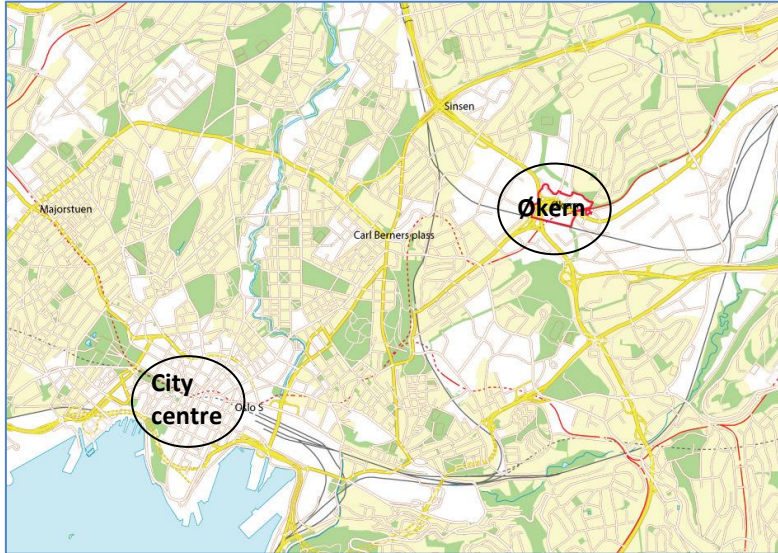 Sinsen
Majorstuen
Økern
Carl Berners plass
City
centre
Oslo S